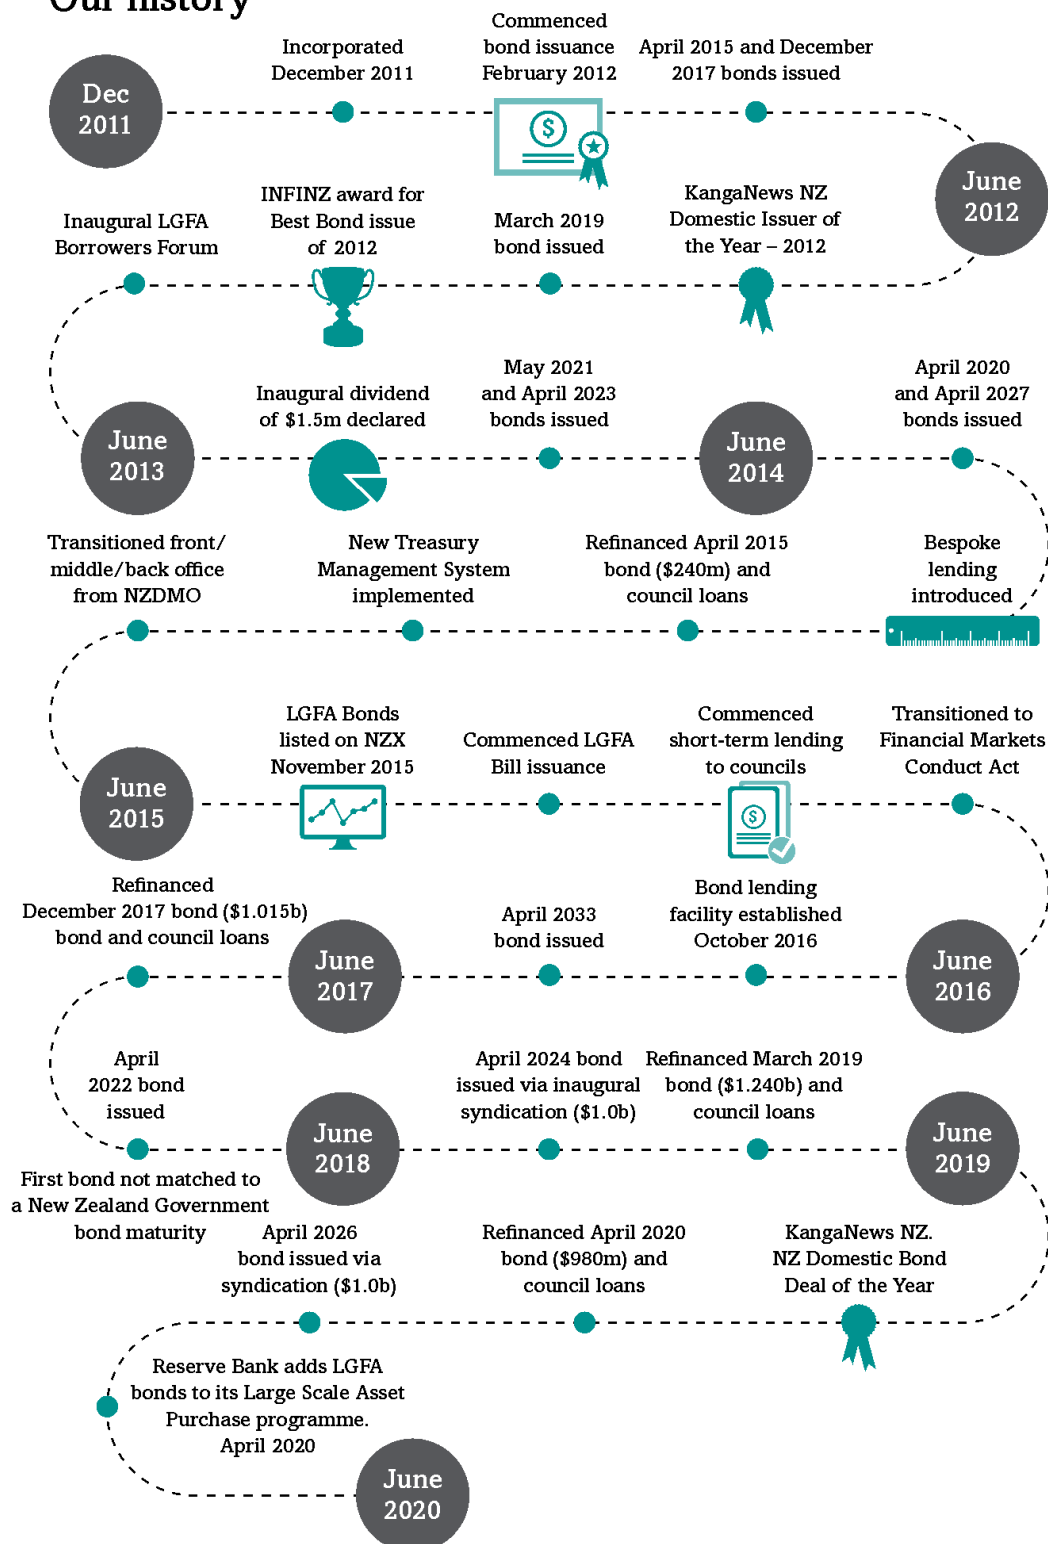 Our history
Dec
2011
Incorporated
December 2011
Commenced
bond issuance
February 2012
April 2015 and December
2017 bonds issued
June
2012
KangaNews NZ
Domestic Issuer of
the Year – 2012
March 2019
bond issued
INFINZ award for
Best Bond issue
of 2012
Inaugural LGFA
Borrowers Forum
June
2013
Inaugural dividend
of $1.5m declared
May 2021
and April 2023
bonds issued
June
2014
April 2020
and April 2027
bonds issued
Bespoke
lending
introduced
Refinanced April 2015
bond ($240m) and
council loans
New Treasury
Management System
implemented
Transitioned front/
middle/back office
from NZDMO
June
2015
LGFA Bonds
listed on NZX
November 2015
Commenced LGFA
Bill issuance
Commenced
short-term lending
to councils
Transitioned to
Financial Markets
Conduct Act
June
2016
Bond lending
facility established
October 2016
April 2033
bond issued
June
2017
Refinanced
December 2017 bond ($1.015b)
bond and council loans
April
2022 bond
issued
First bond not matched to
a New Zealand Government
bond maturity
June
2018
April 2024 bond
issued via inaugural
syndication ($1.0b)
Refinanced March 2019
bond ($1.240b) and
council loans
June
2019
KangaNews NZ.
NZ Domestic Bond
Deal of the Year
Refinanced April 2020
bond ($980m) and
council loans
April 2026
bond issued via
syndication ($1.0b)
Reserve Bank adds LGFA
bonds to its Large Scale Asset
Purchase programme.
April 2020
June
2020